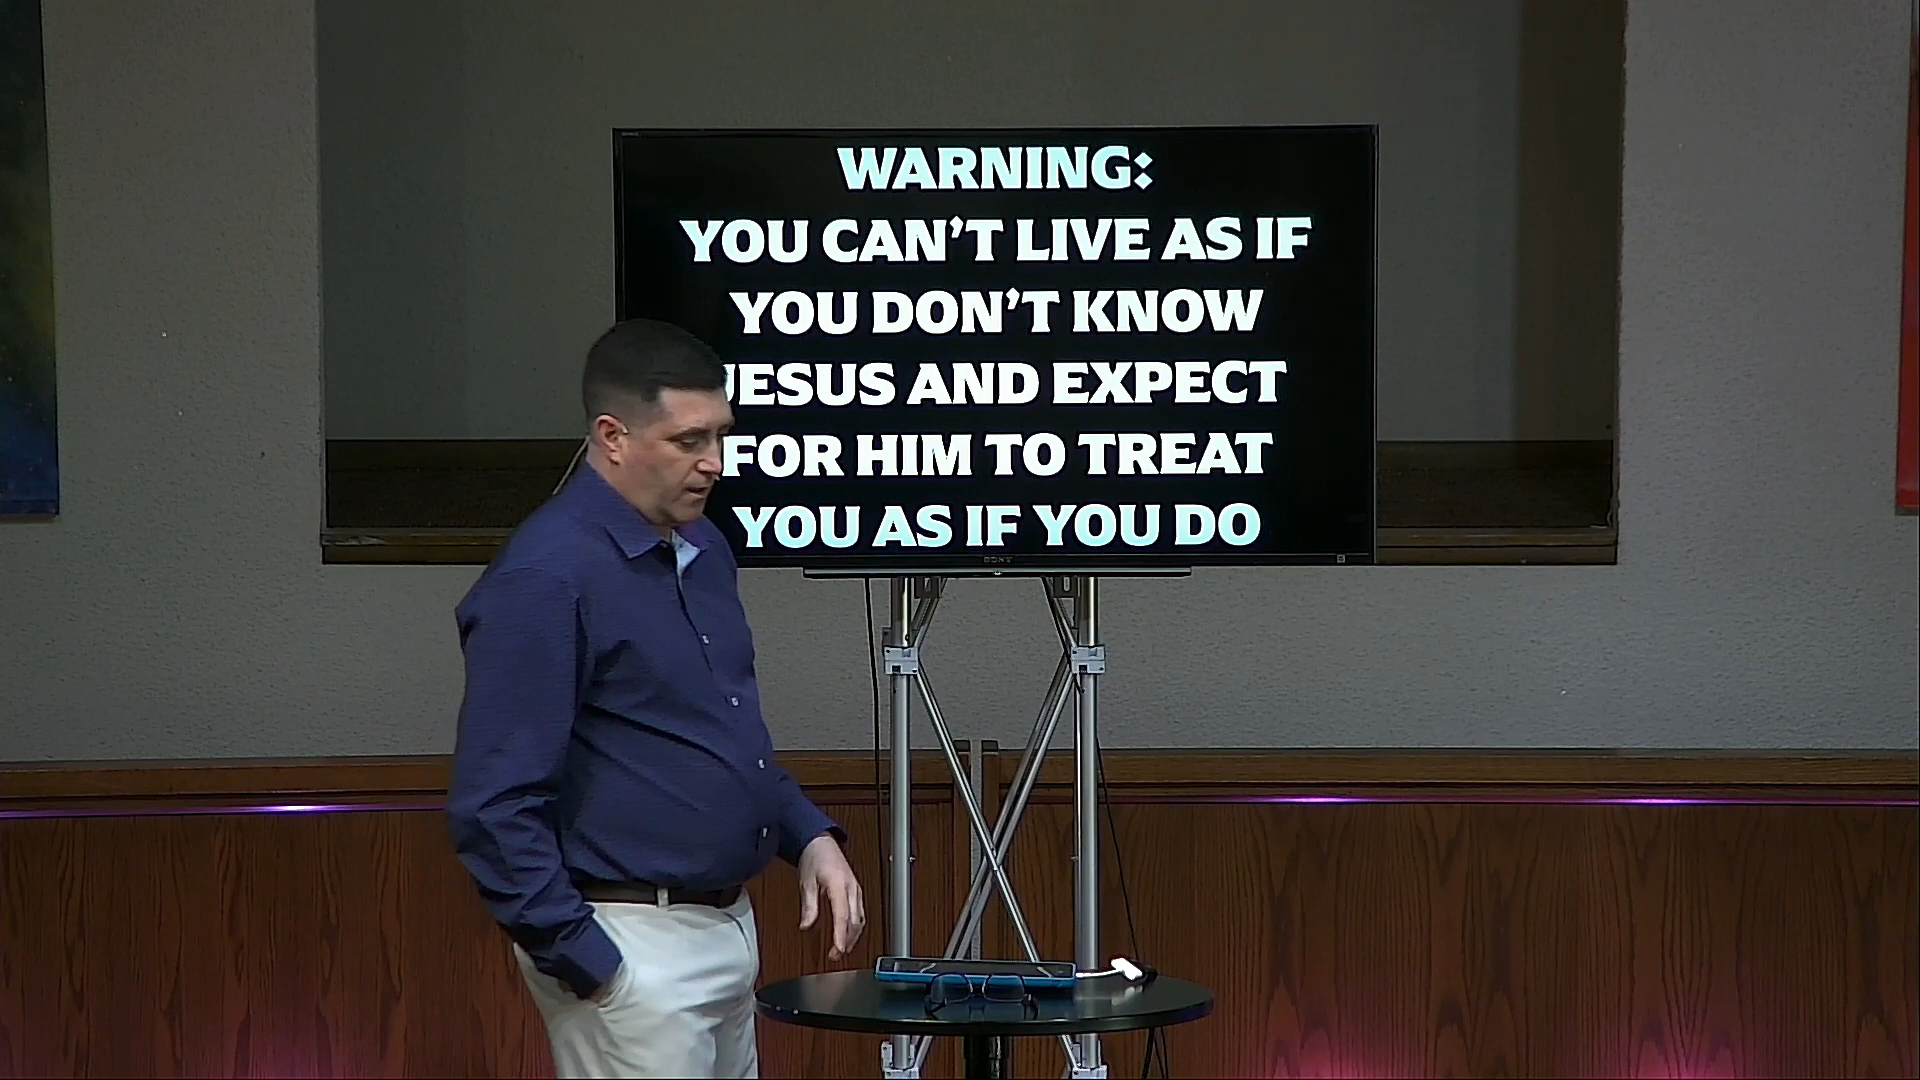 WARNING:
YOU CAN'T LIVE AS IF
YOU DON'T KNOW
JESUS AND EXPECT
FOR HIM TO TREAT
YOU AS IF YOU DO
SONY